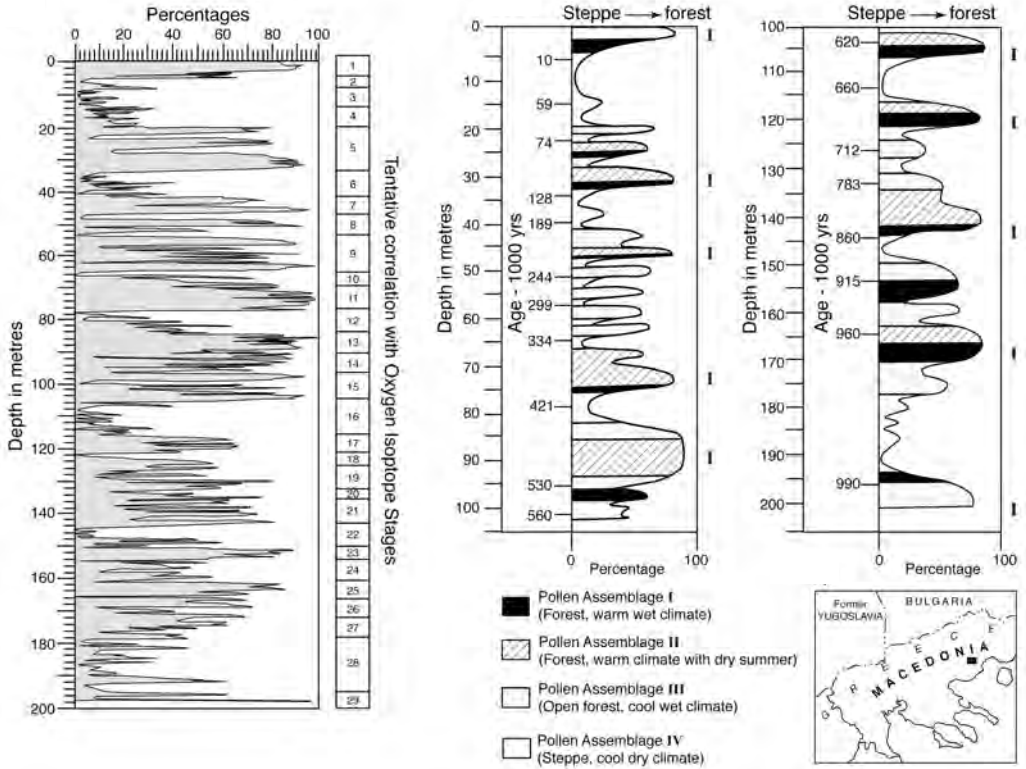 Percentages
0 20 40 60 80 100
Depth in metres
0
20
40
60
80
100
120
140
160
180
200
1
2
3
4
5
6
7
8
9
10
11
12
13
14
15
16
17
18
19
20
21
22
23
24
25
26
27
28
29
Tentative correlation with Oxygen Isoptope Stages
Steppe forest
Depth in metres
0
10
20
30
40
50
60
70
80
90
100
Age - 1000 yrs
10
59
74
128
189
244
299
334
421
530
560
I
I
I
I
I
0 100
Percentage
Steppe forest
Depth in metres
100
110
120
130
140
150
160
170
180
190
200
Age - 1000 yrs
620
660
712
783
860
915
960
990
I
I
I
0 100
Percentage
Pollen Assemblage I
(Forest, warm wet climate)
Pollen Assemblage II
(Forest, warm climate with dry summer)
Pollen Assemblage III
(Open forest, cool wet climate)
Pollen Assemblage IV
(Steppe, cool dry climate)
Former
YUGOSLAVIA
BULGARIA
MACEDONIA